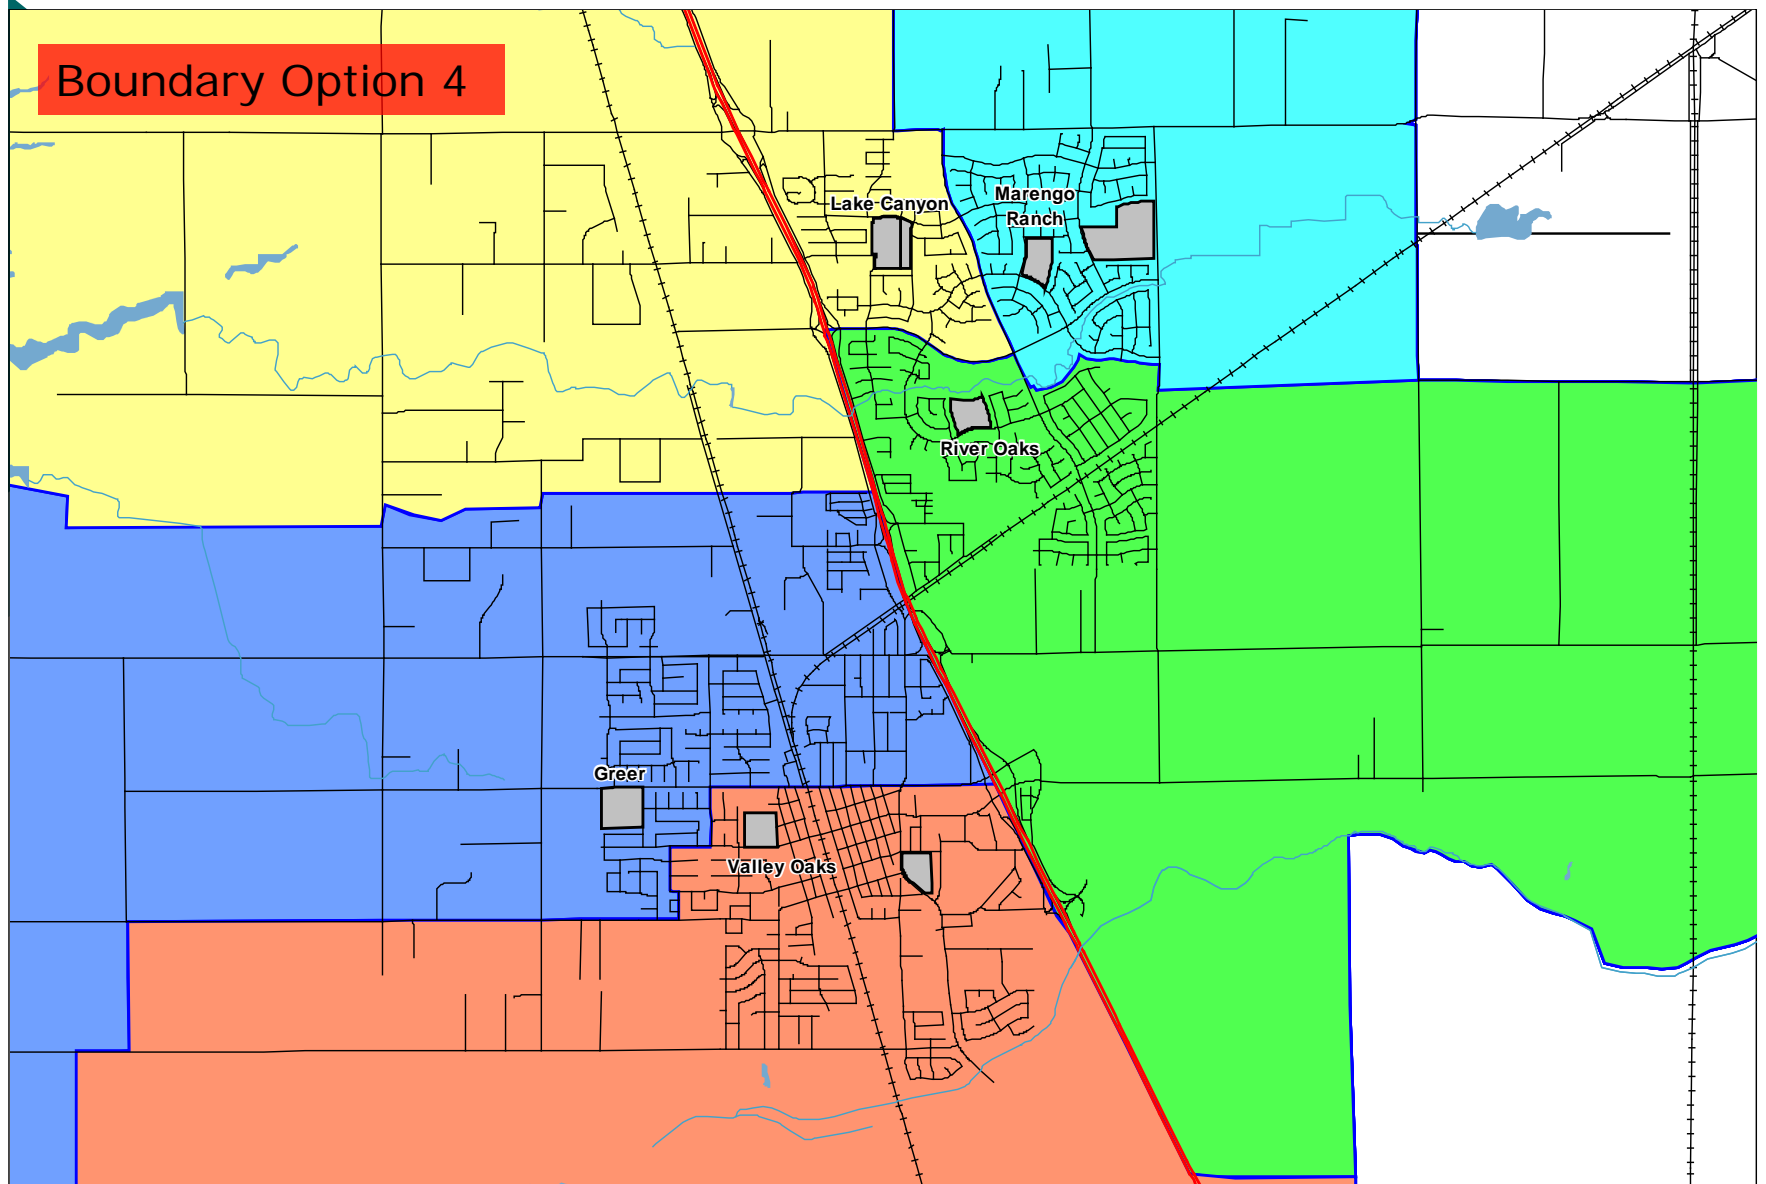 Boundary Option 4
Lake Canyon
Marengo
Ranch
River Oaks
Greer
Valley Oaks